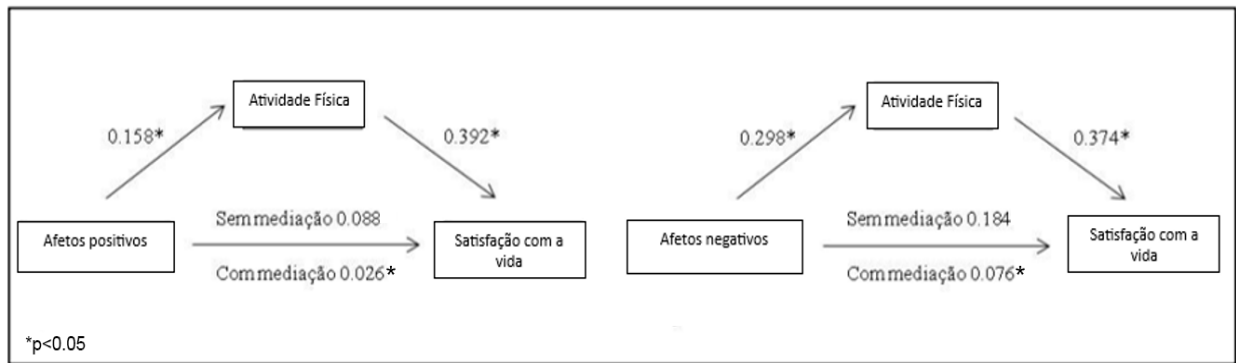 Atividade Física
0.158*
0.392*
Afetos positivos
Sem mediação 0.088
Com mediação 0.026*
Satisfação com a
vida
Atividade Física
0.298*
0.374*
Afetos negativos
Sem mediação 0.184
Com mediação 0.076*
Satisfação com a
vida
*p<0.05